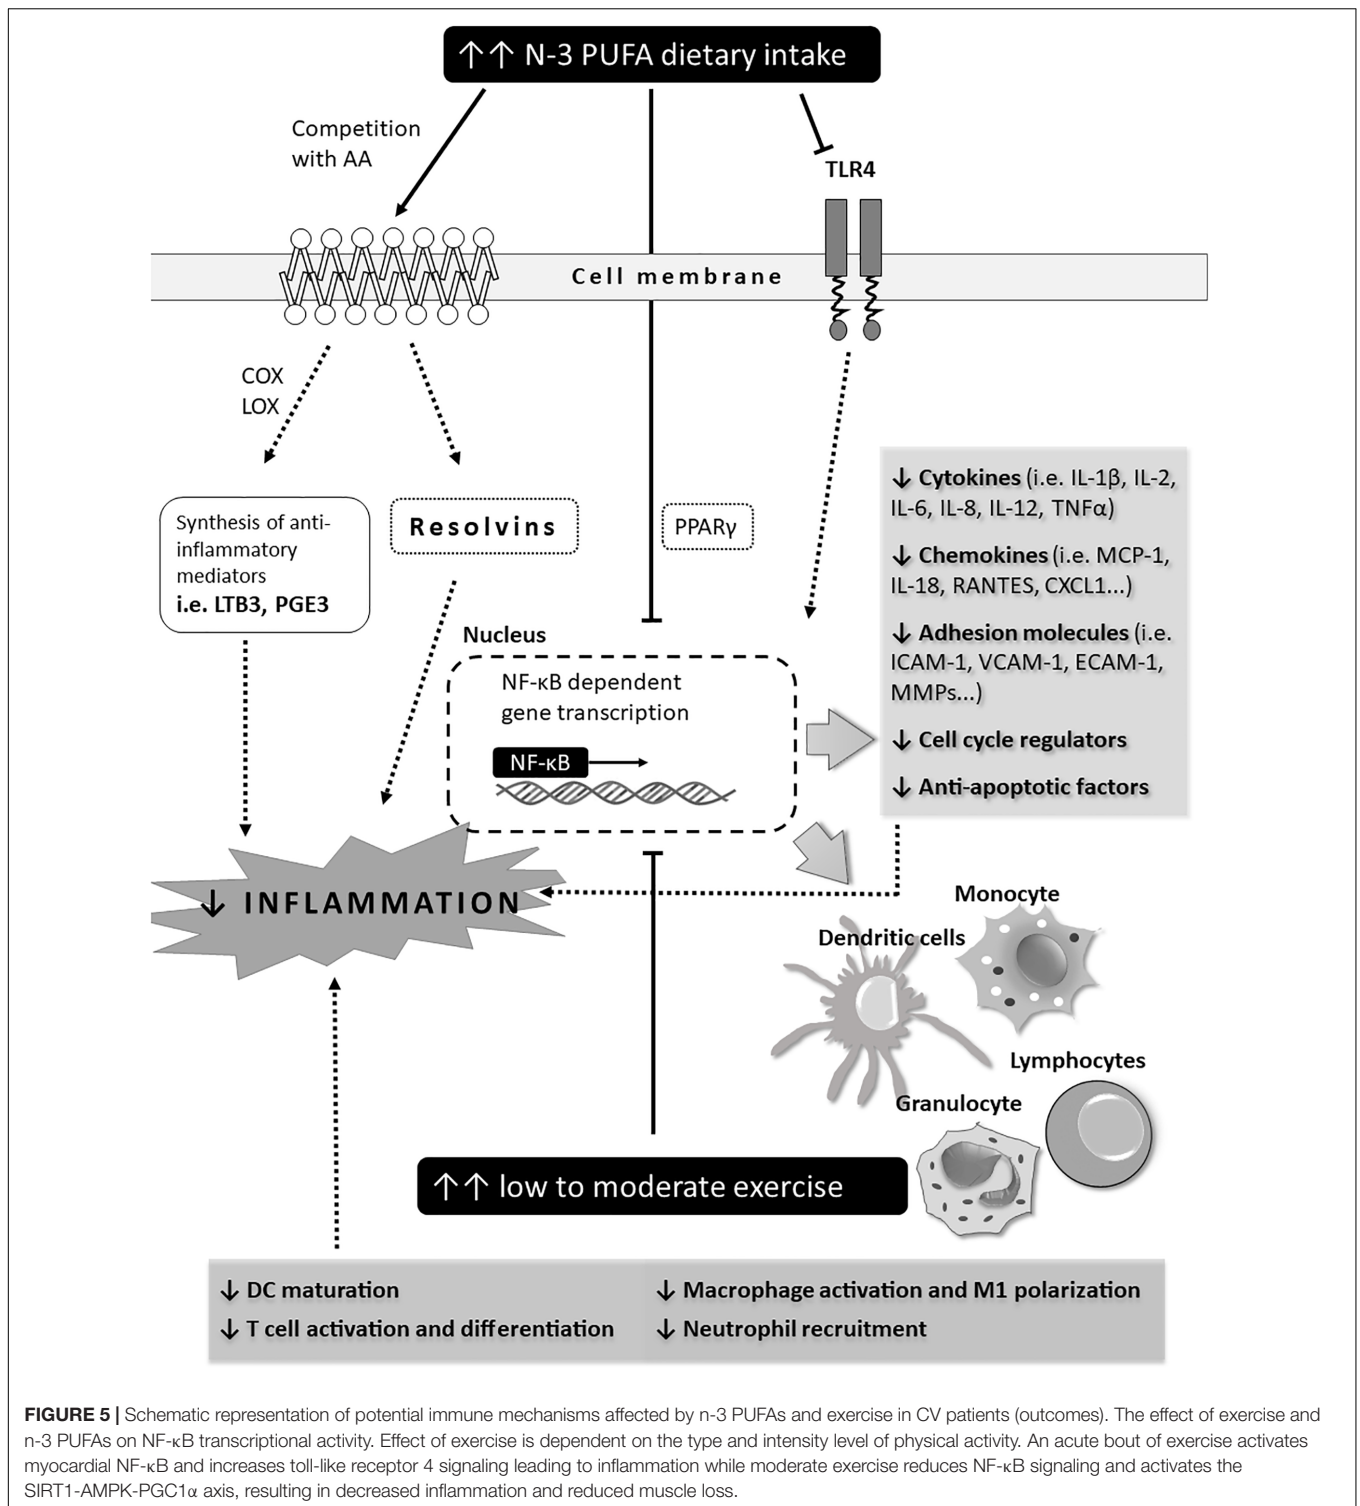 ↑↑ N-3 PUFA dietary intake
Competition
with AA
TLR4
Cell membrane
COX
LOX
Synthesis of anti-
inflammatory
mediators
i.e. LTB3, PGE3
Resolvins
PPARγ
↓ Cytokines (i.e. IL-1β, IL-2,
IL-6, IL-8, IL-12, TNFα)
↓ Chemokines (i.e. MCP-1,
IL-18, RANTES, CXCL1...)
↓ Adhesion molecules (i.e.
ICAM-1, VCAM-1, ECAM-1,
MMPs...)
↓ Cell cycle regulators
↓ Anti-apoptotic factors
Nucleus
NF-κB dependent
gene transcription
NF-κB
↓ INFLAMMATION
Monocyte
Dendritic cells
Lymphocytes
Granulocyte
↑↑ low to moderate exercise
↓ DC maturation
↓ T cell activation and differentiation
↓ Macrophage activation and M1 polarization
↓ Neutrophil recruitment
FIGURE 5 | Schematic representation of potential immune mechanisms affected by n-3 PUFAs and exercise in CV patients (outcomes). The effect of exercise and
n-3 PUFAs on NF-κB transcriptional activity. Effect of exercise is dependent on the type and intensity level of physical activity. An acute bout of exercise activates
myocardial NF-κB and increases toll-like receptor 4 signaling leading to inflammation while moderate exercise reduces NF-κB signaling and activates the
SIRT1-AMPK-PGC1α axis, resulting in decreased inflammation and reduced muscle loss.